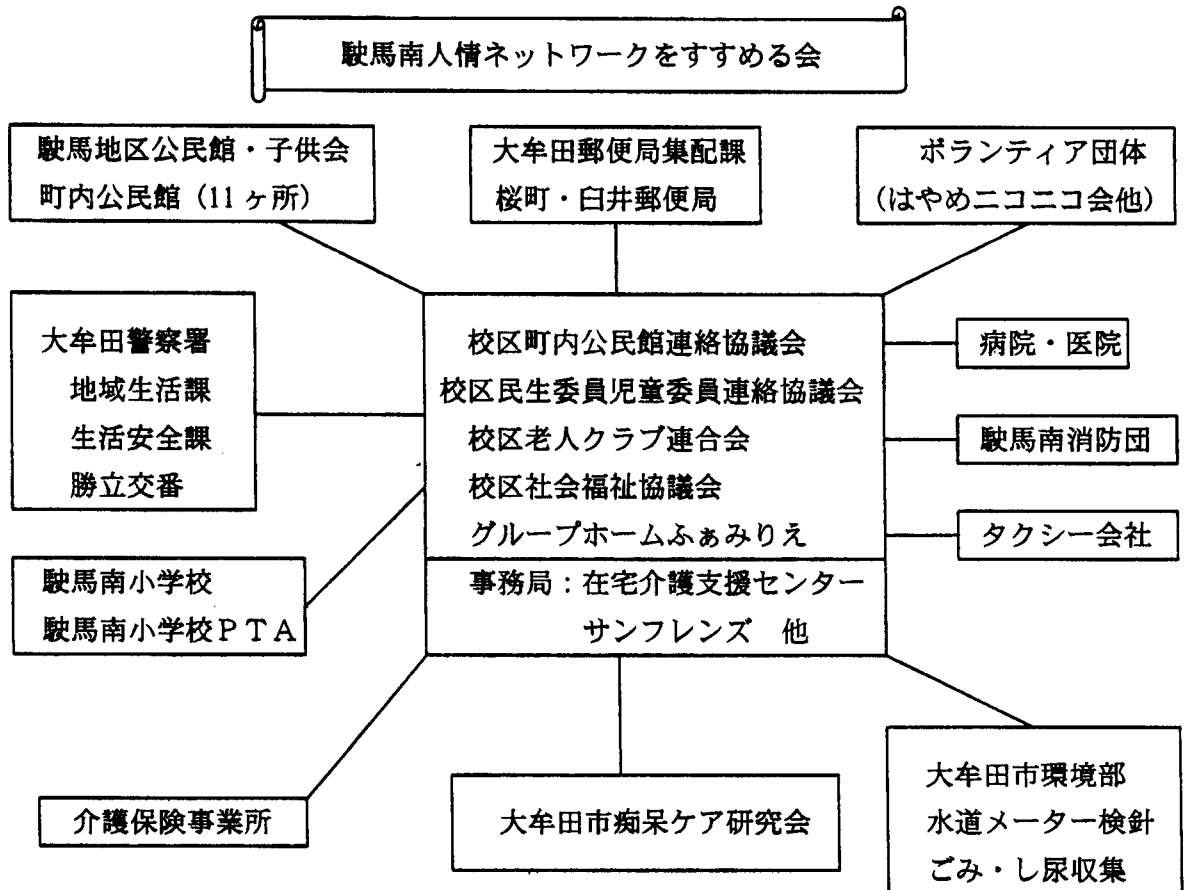 駛馬南人情ネットワークをすすめる会
駛馬地区公民館・子供会
町内公民館（11ヶ所）
大牟田郵便局集配課
桜町・臼井郵便局
ボランティア団体
（はやめニコニコ会他）
大牟田警察署
地域生活課
生活安全課
勝立交番
校区町内公民館連絡協議会
校区民生委員児童委員連絡協議会
校区老人クラブ連合会
校区社会福祉協議会
グループホームふぁみりえ
事務局：在宅介護支援センター
サンフレンズ　他
病院・医院
駛馬南消防団
タクシー会社
駛馬南小学校
駛馬南小学校ＰＴＡ
介護保険事業所
大牟田市痴呆ケア研究会
大牟田市環境部
水道メーター検針
ごみ・し尿収集